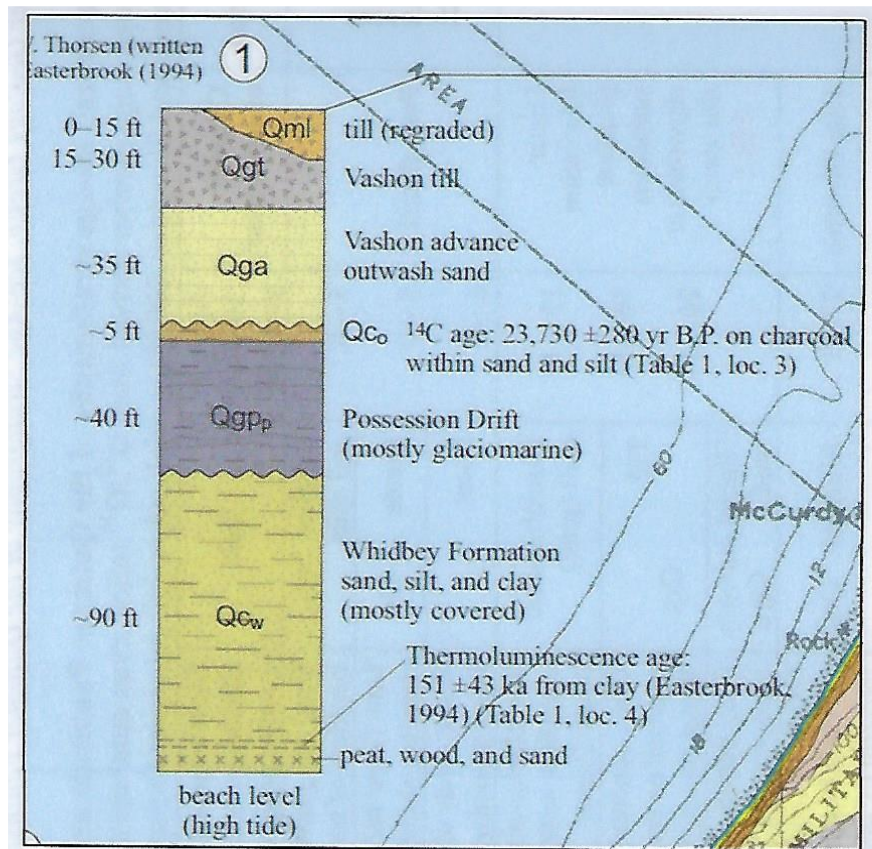 . Thorsen (written
Easterbrook (1994)
1
AREA
0–15 ft
Qml
till (regraded)
15–30 ft
Qgt
Vashon till
~35 ft
Qga
Vashon advance
outwash sand
~5 ft
Qco
14C age: 23,730 ±280 yr B.P. on charcoal
within sand and silt (Table 1, loc. 3)
~40 ft
Qgpp
Possession Drift
(mostly glaciomarine)
60
McCurdy
12
Whidbey Formation
sand, silt, and clay
(mostly covered)
~90 ft
Qcw
Rock
Thermoluminescence age:
151 ±43 ka from clay (Easterbrook,
1994) (Table 1, loc. 4)
18
100
peat, wood, and sand
MILITA
beach level
(high tide)